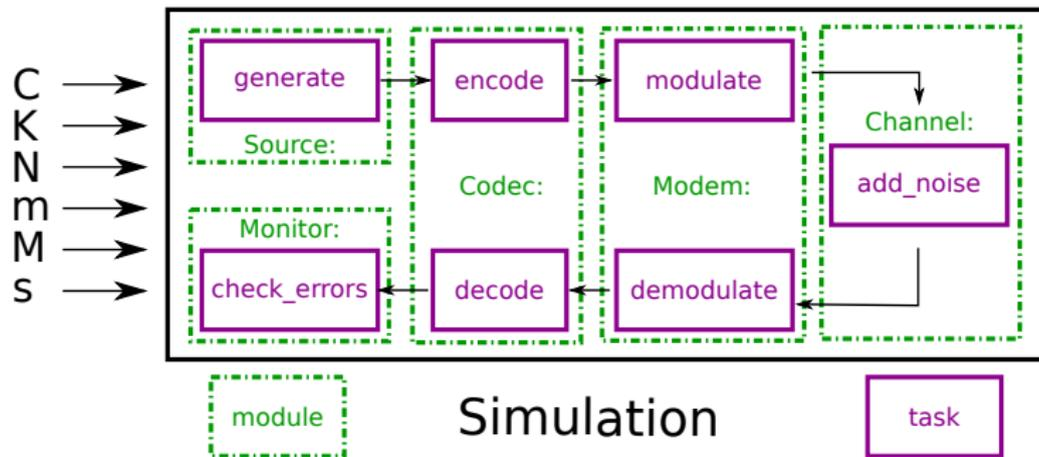 C
K
N
m
M
s
generate
encode
modulate
Source:
Channel:
Codec:
Modem:
add_noise
Monitor:
check_errors
decode
demodulate
module
Simulation
task